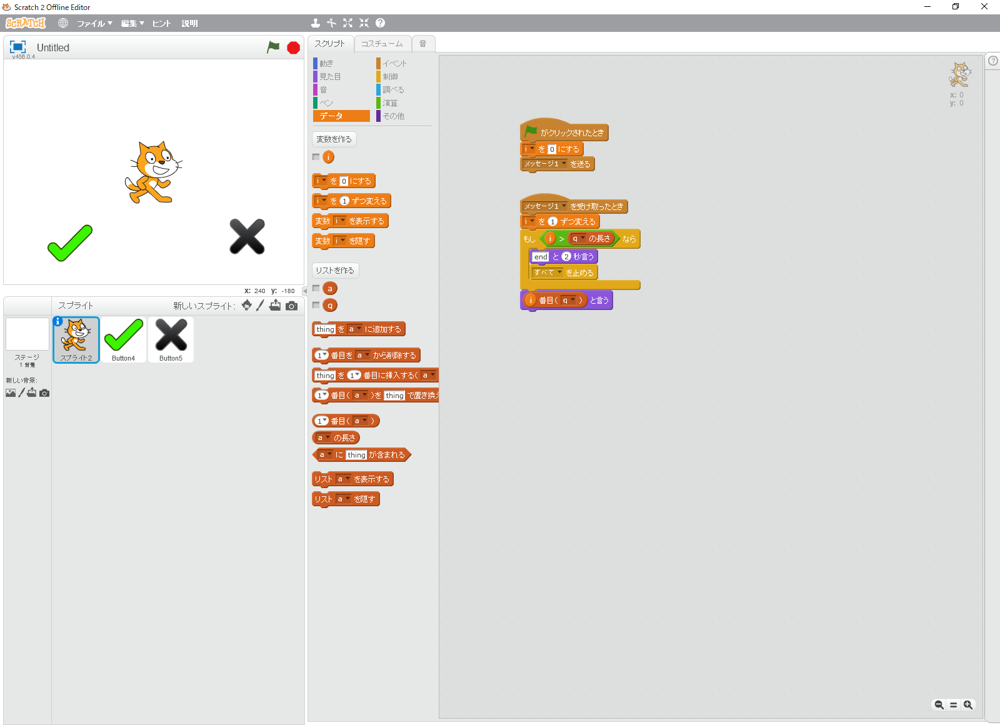 Scratch 2 Offline Editor
SCRATCH
ファイル 編集 ヒント 説明
Untitled
v456.0.4
スクリプト コスチューム 音
動き イベント
見た目 制御
音 調べる
ペン 演算
データ その他
変数を作る
i
i を 0 にする
i を 1 ずつ変える
変数 i を表示する
変数 i を隠す
リストを作る
a
q
thing を a に追加する
1 番目を a から削除する
thing を 1 番目に挿入する( a
1 番目( a )を thing で置き換え
1 番目( a )
a の長さ
a に thing が含まれる
リスト a を表示する
リスト a を隠す
x: 240 y: -180
スプライト 新しいスプライト:
ステージ
1 背景
新しい背景:
スプライト2
Button4
Button5
がクリックされたとき
i を 0 にする
メッセージ1 を送る
メッセージ1 を受け取ったとき
i を 1 ずつ変える
もし i > q の長さ なら
end と 2 秒言う
すべて を止める
i 番目( q ) と言う
x: 0
y: 0